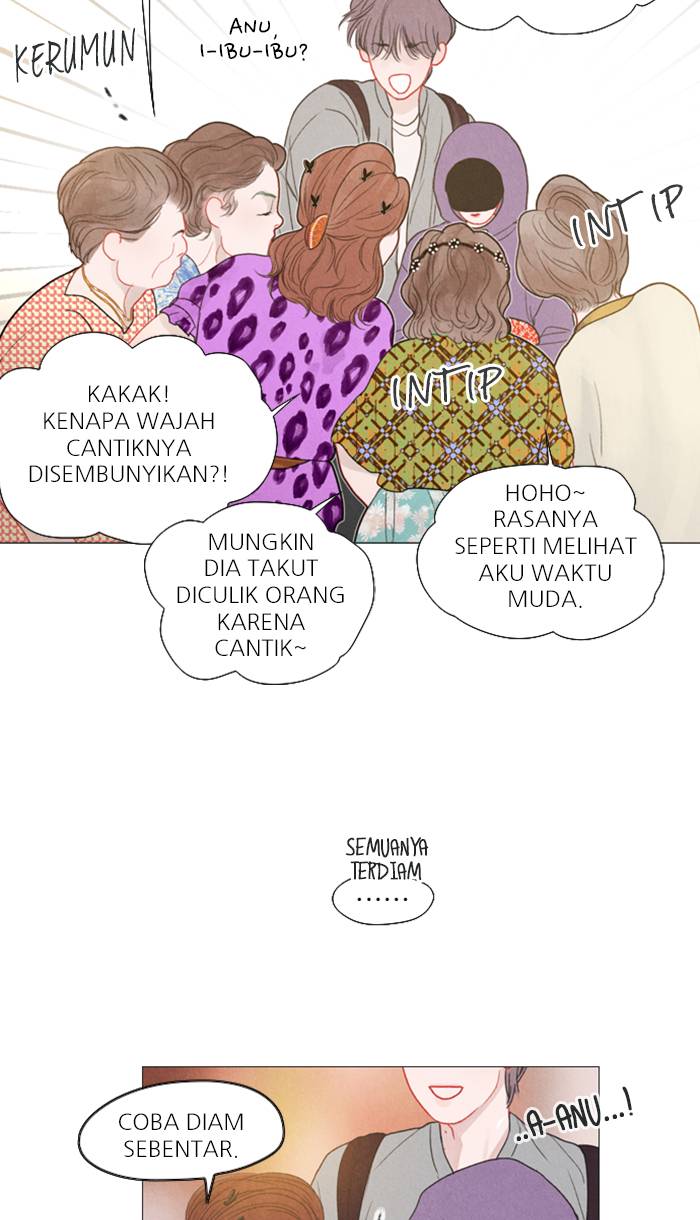 ANU,
I-IBU-IBU?
KERUMUN
INTIP
INTIP
KAKAK!
KENAPA WAJAH
CANTIKNYA
DISEMBUNYIKAN?!
HOHO~
RASANYA
SEPERTI MELIHAT
AKU WAKTU
MUDA.
MUNGKIN
DIA TAKUT
DICULIK ORANG
KARENA
CANTIK~
SEMUANYA
TERDIAM
......
COBA DIAM
SEBENTAR.
..A-ANU...!